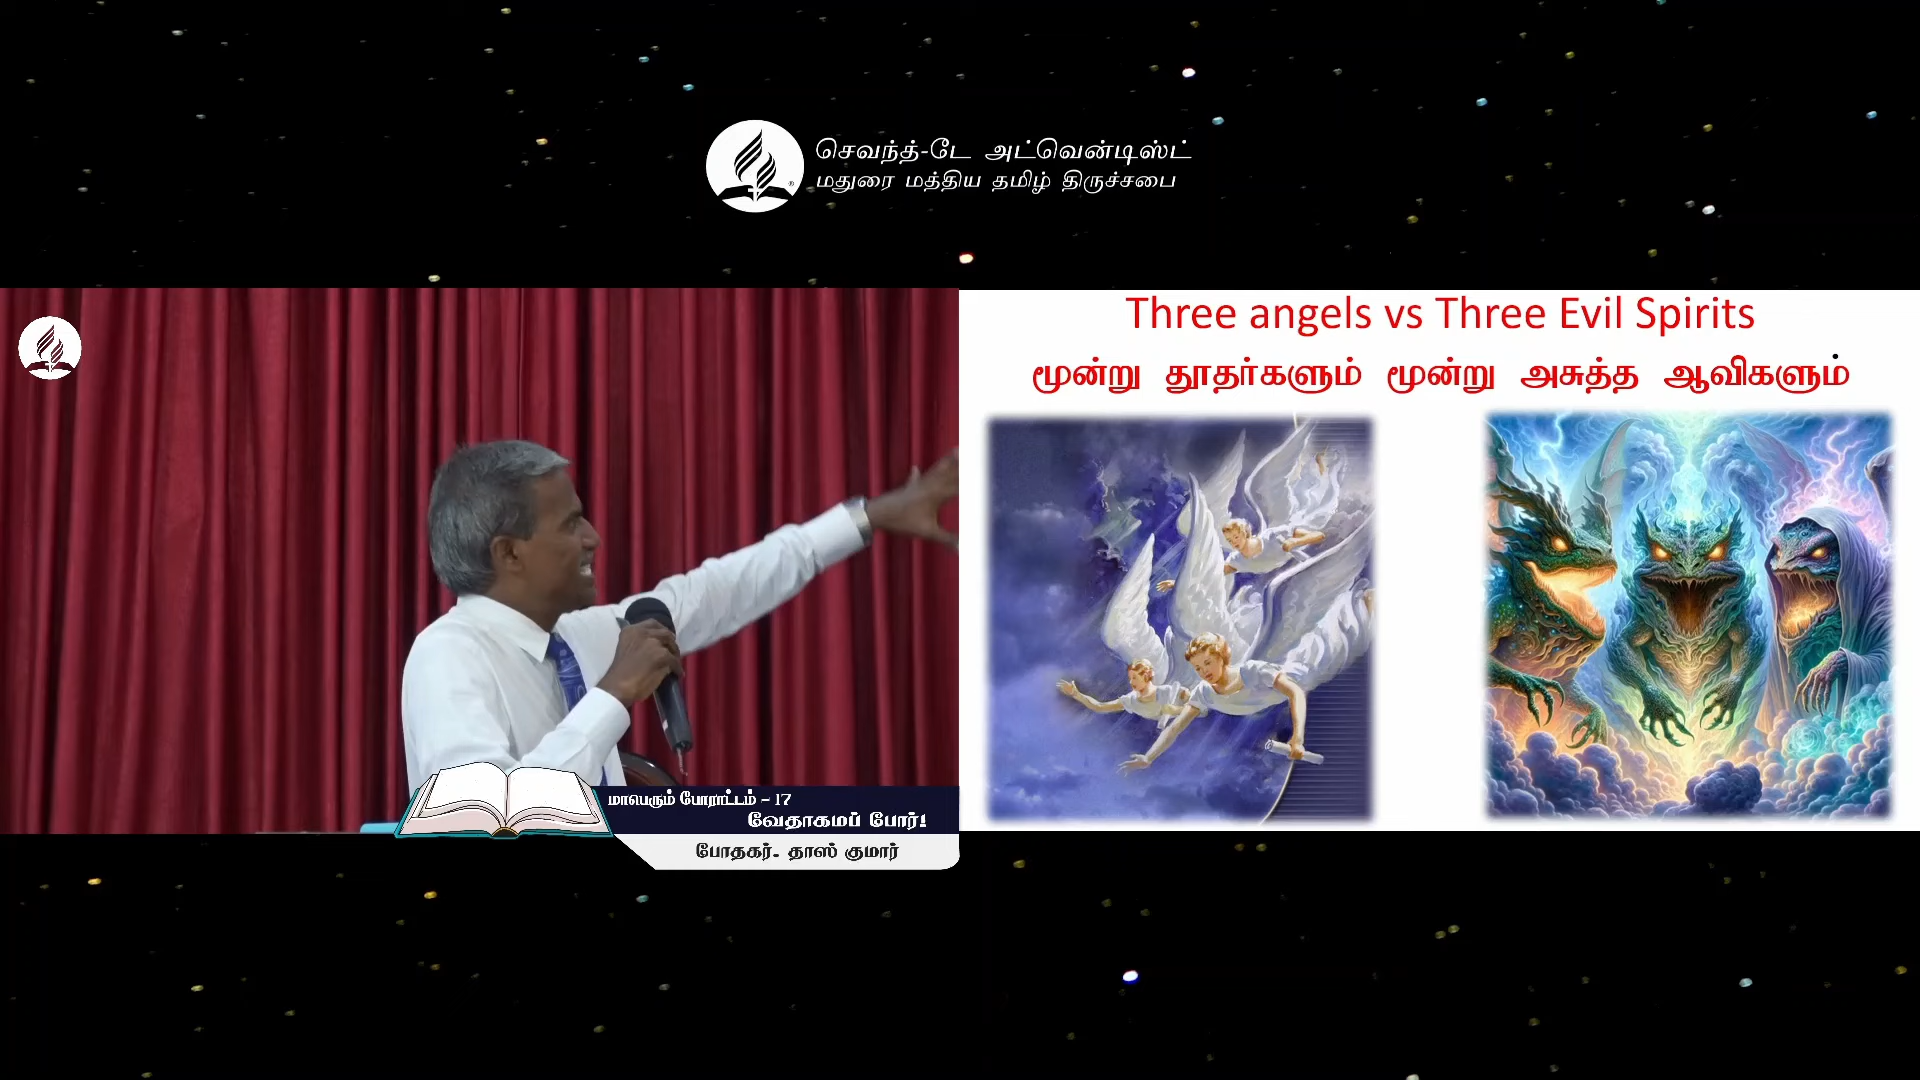 செவந்த்-டே அட்வென்டிஸ்ட்
மதுரை மத்திய தமிழ் திருச்சபை
Three angels vs Three Evil Spirits
மூன்று தூதர்களும் மூன்று அசுத்த ஆவிகளும்
மாபெரும் போராட்டம் - 17
வேதாகமப் போர்!
போதகர். தாஸ் குமார்